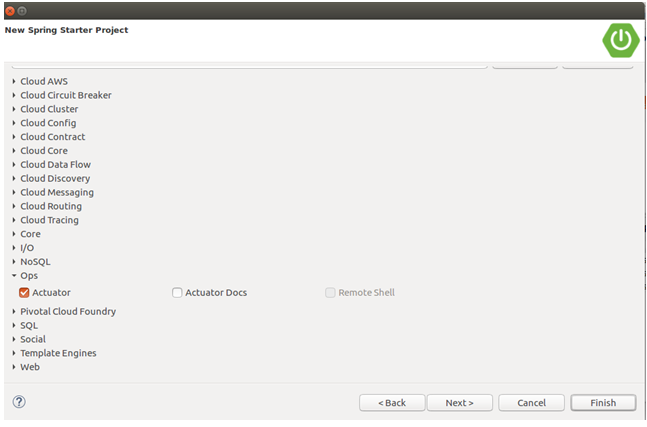 New Spring Starter Project
Cloud AWS
Cloud Circuit Breaker
Cloud Cluster
Cloud Config
Cloud Contract
Cloud Core
Cloud Data Flow
Cloud Discovery
Cloud Messaging
Cloud Routing
Cloud Tracing
Core
I/O
NoSQL
Ops
Actuator Actuator Docs Remote Shell
Pivotal Cloud Foundry
SQL
Social
Template Engines
Web
? < Back Next > Cancel Finish